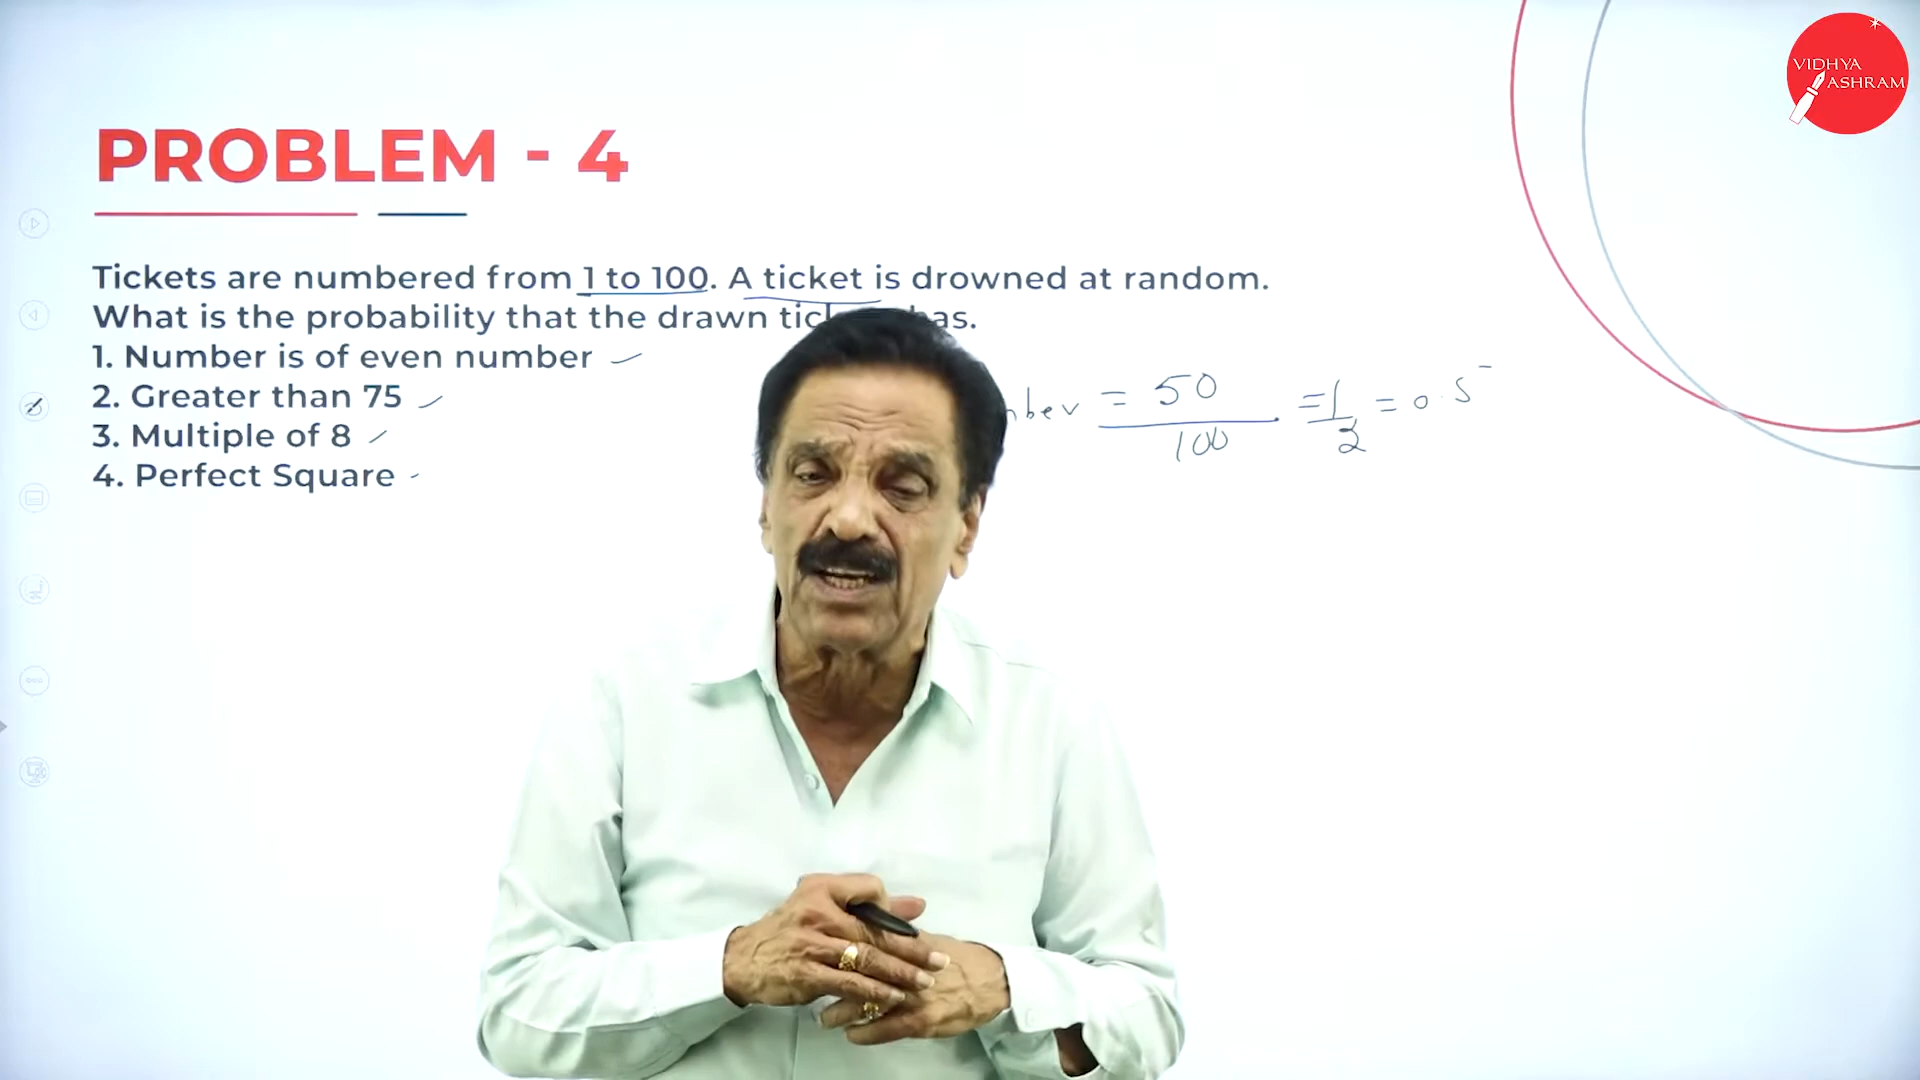 VIDHYA
ASHRAM
PROBLEM - 4
Tickets are numbered from 1 to 100. A ticket is drowned at random.
What is the probability that the drawn
1. Number is of even number
2. Greater than 75
3. Multiple of 8
4. Perfect Square
= 50 / 100 = 1 / 2 = 0.5